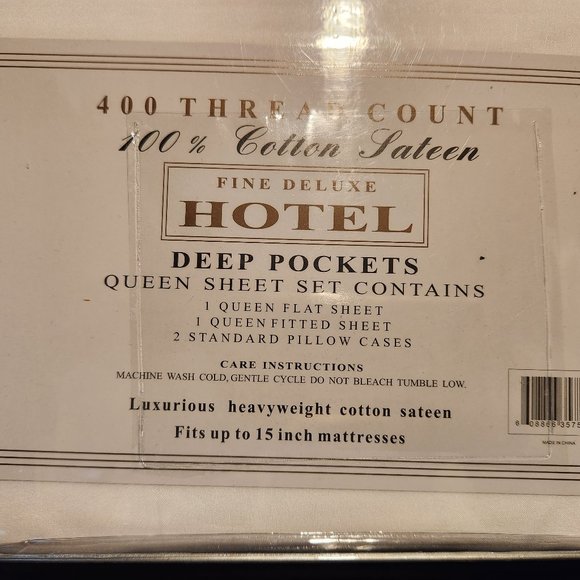 400 THREAD COUNT
100% Cotton Sateen
FINE DELUXE
HOTEL
DEEP POCKETS
QUEEN SHEET SET CONTAINS
1 QUEEN FLAT SHEET
1 QUEEN FITTED SHEET
2 STANDARD PILLOW CASES
CARE INSTRUCTIONS
MACHINE WASH COLD, GENTLE CYCLE DO NOT BLEACH TUMBLE LOW.
Luxurious heavyweight cotton sateen
Fits up to 15 inch mattresses
MADE IN CHINA